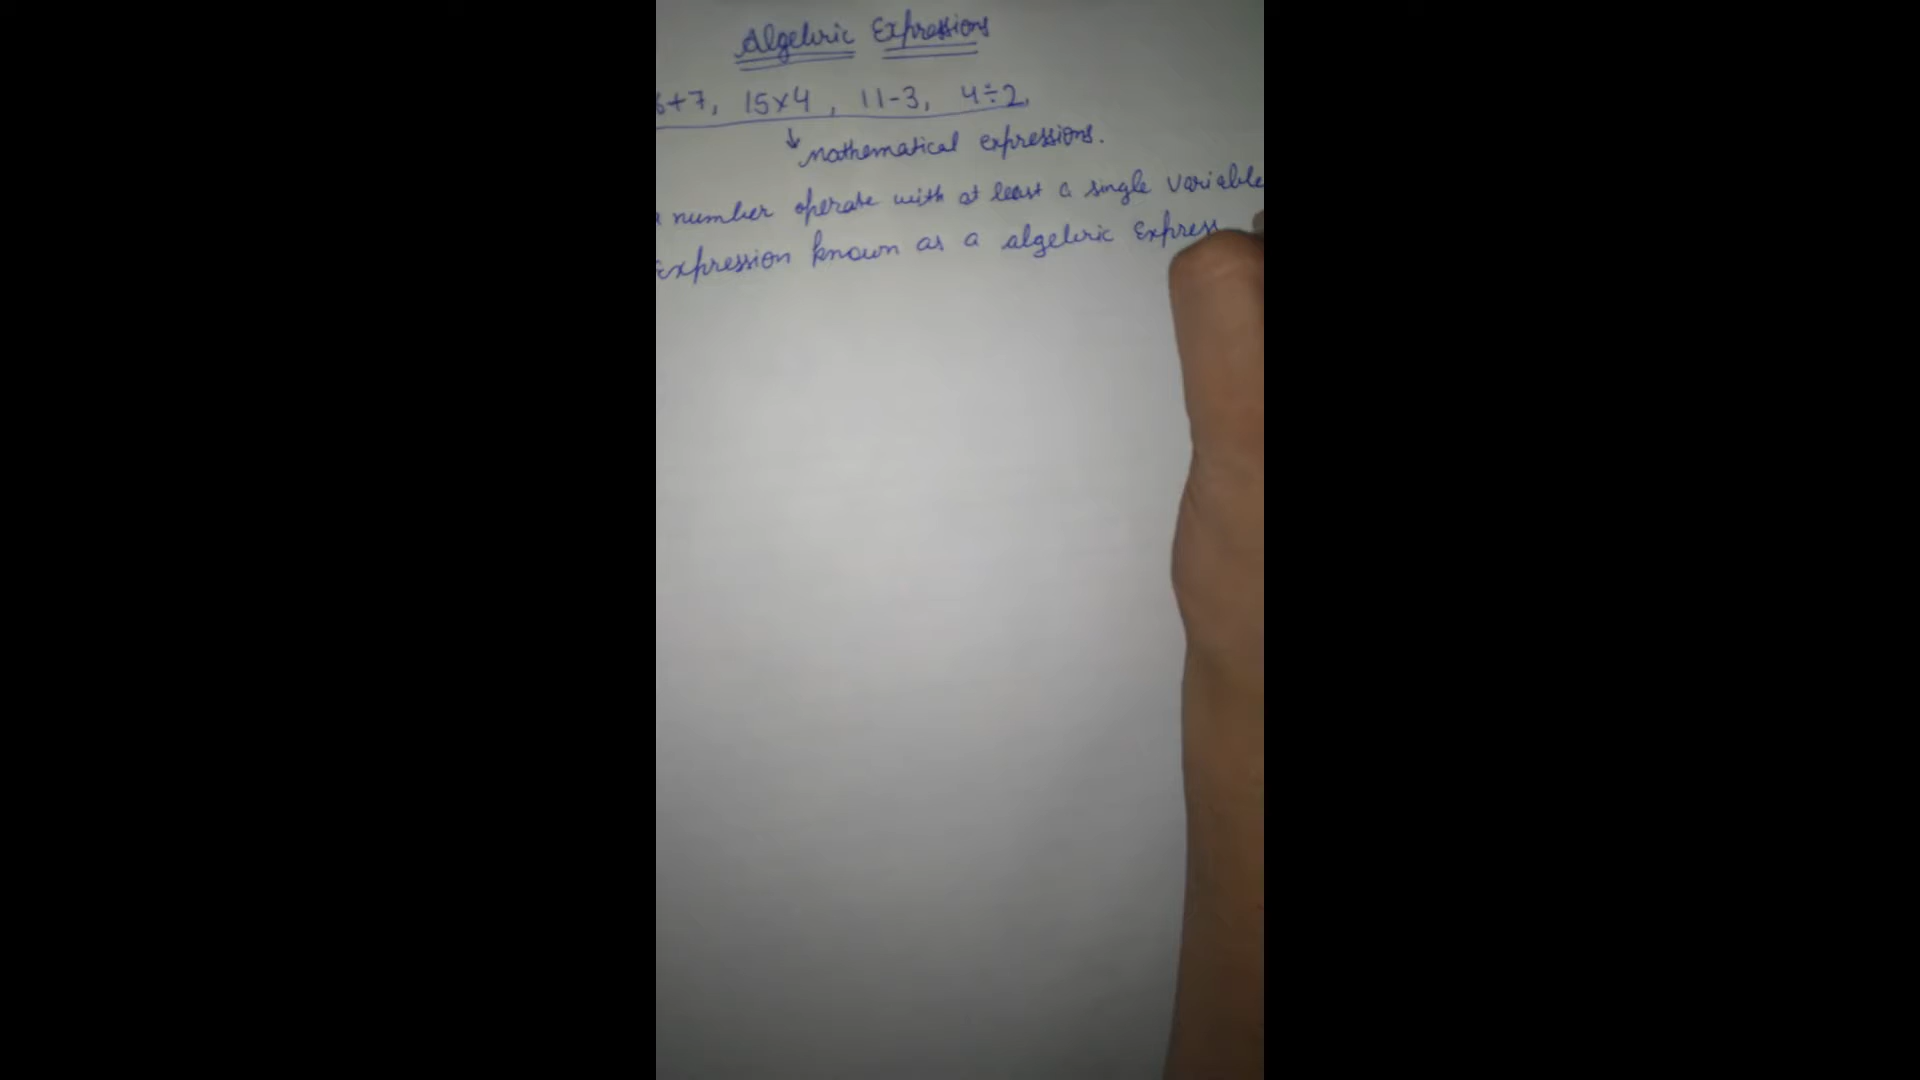 Algebric Expressions
+7, 15×4, 11-3, 4÷2,
↓ Mathematical expressions.
number operate with at least a single variable
Expression known as a algebric Express